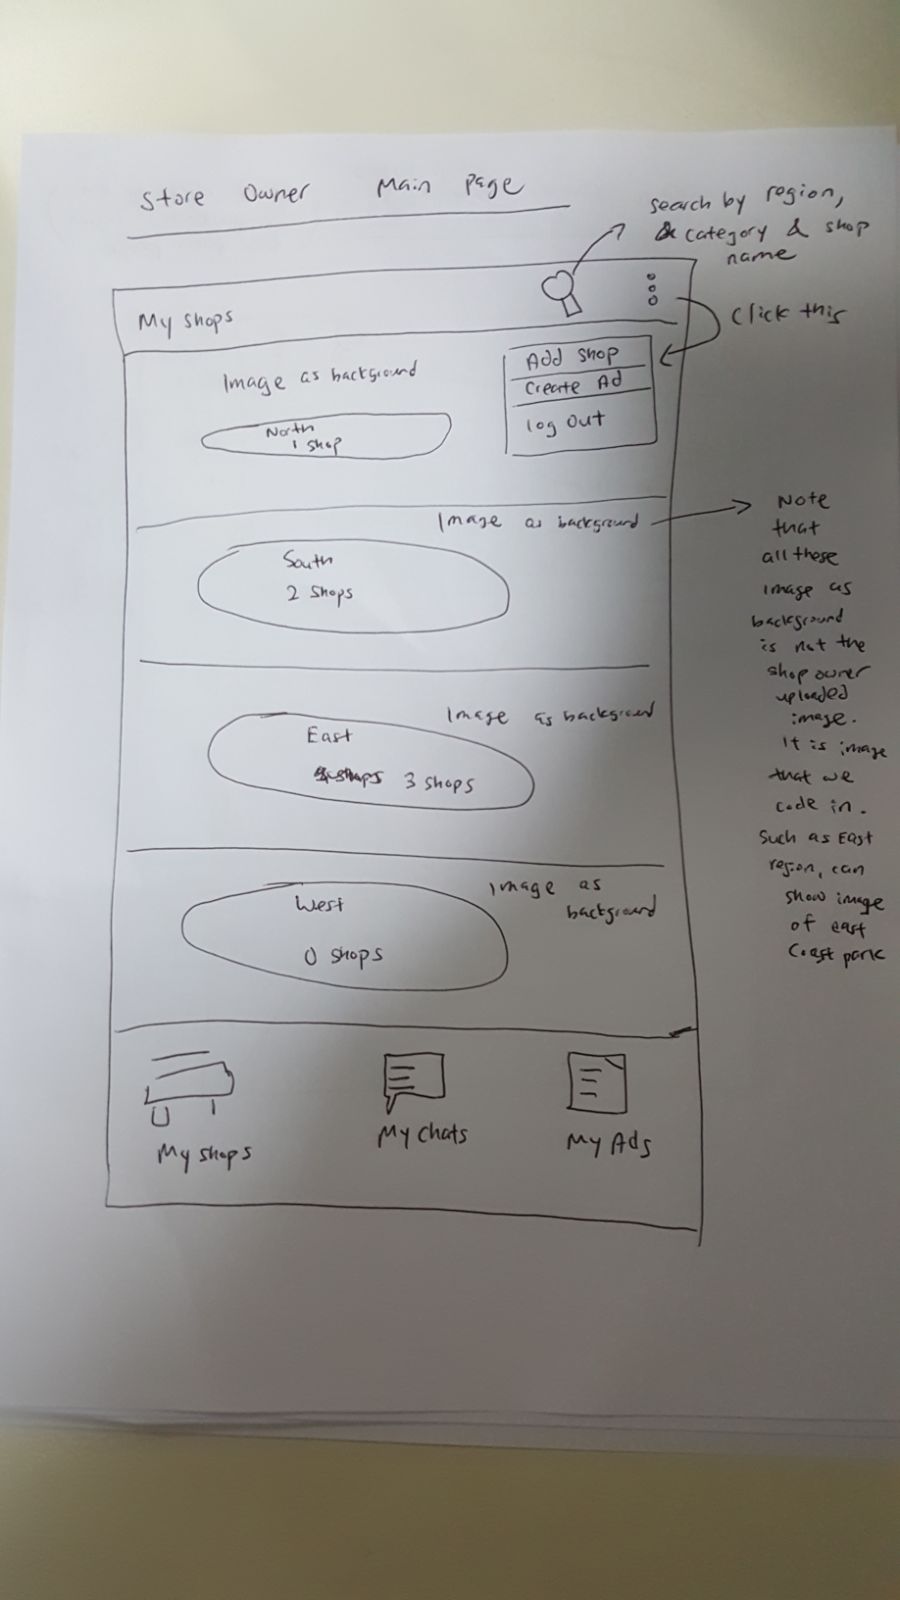 Store Owner Main Page
search by region,
& category & shop
name
My shops
Click this
Image as background
Add shop
Create Ad
Log Out
North
1 shop
Image as background
South
2 shops
Image as background
East
3 shops
Image as
background
West
0 shops
Note
that
all these
image as
background
is not the
shop owner
uploaded
image.
It is image
that we
code in.
Such as East
region, can
show image
of east
Coast park
My shops
My Chats
My Ads